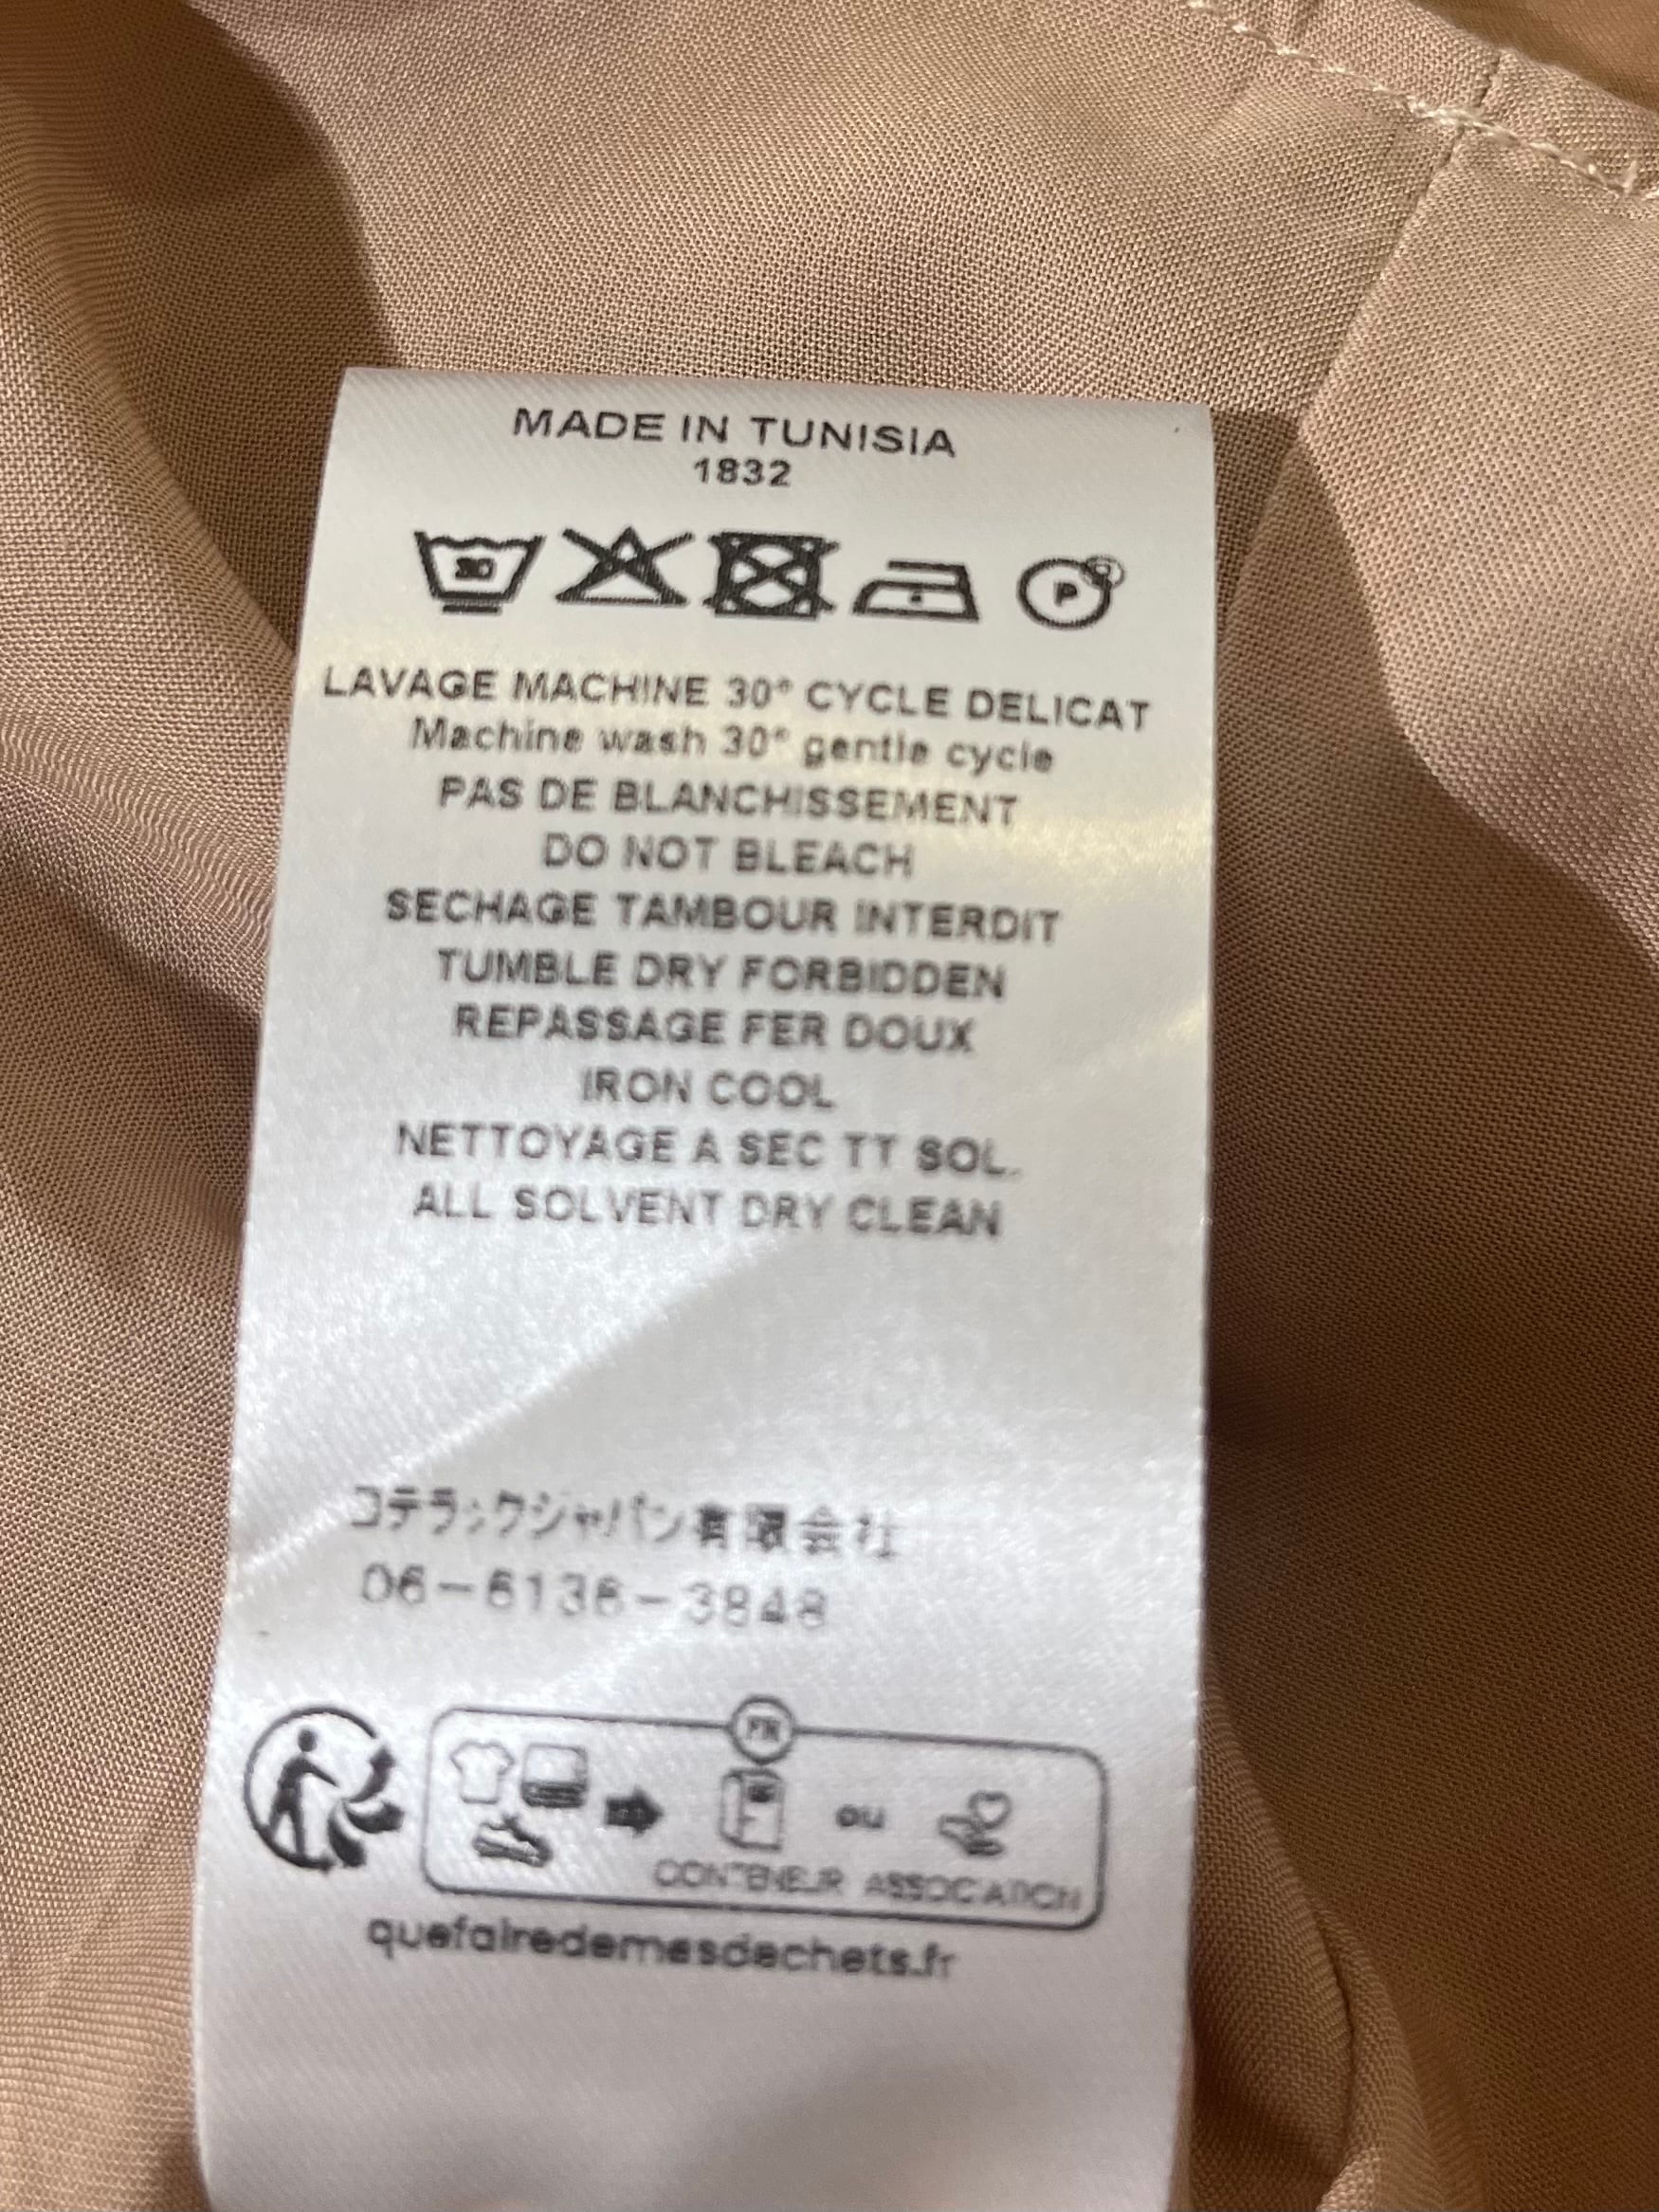 MADE IN TUNISIA
1832
30
P
LAVAGE MACHINE 30° CYCLE DELICAT
Machine wash 30° gentle cycle
PAS DE BLANCHISSEMENT
DO NOT BLEACH
SECHAGE TAMBOUR INTERDIT
TUMBLE DRY FORBIDDEN
REPASSAGE FER DOUX
IRON COOL
NETTOYAGE A SEC TT SOL.
ALL SOLVENT DRY CLEAN
コテラックジャパン有限会社
06-6136-3848
FR
ou
CONTENEUR ASSOCIATION
quefairedemesdechets.fr